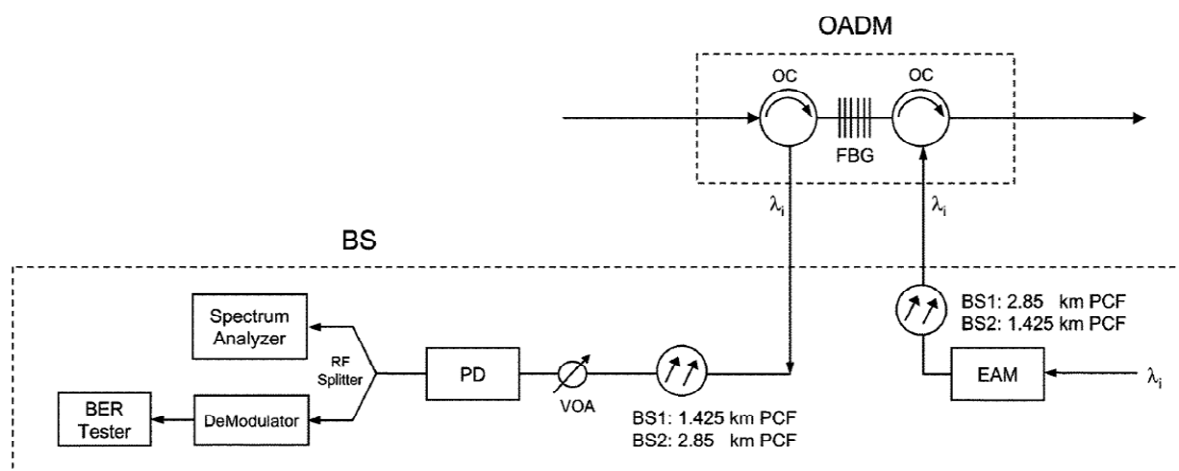 OADM
OC
OC
FBG
λi
λi
BS
BS1: 2.85 km PCF
BS2: 1.425 km PCF
Spectrum
Analyzer
RF
Splitter
PD
VOA
EAM
λi
BER
Tester
DeModulator
BS1: 1.425 km PCF
BS2: 2.85 km PCF